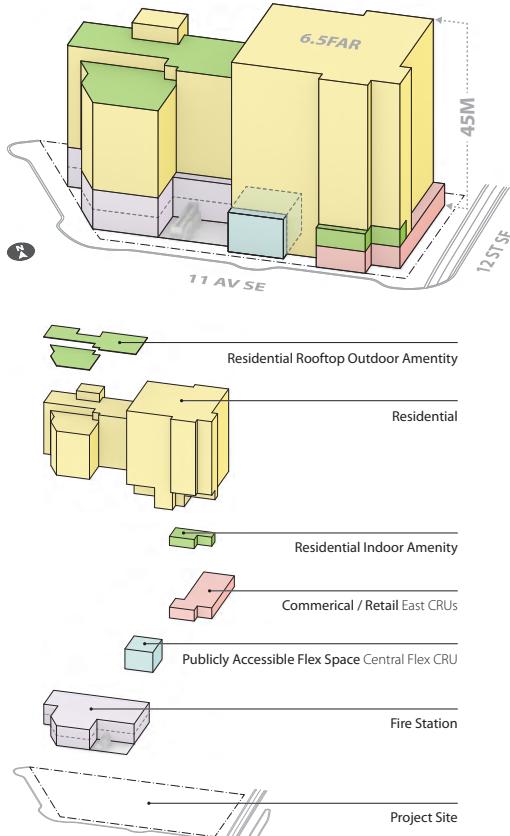 6.5FAR
45M
12 ST SE
N
11 AV SE
Residential Rooftop Outdoor Amentity
Residential
Residential Indoor Amenity
Commerical / Retail East CRUs
Publicly Accessible Flex Space Central Flex CRU
Fire Station
Project Site